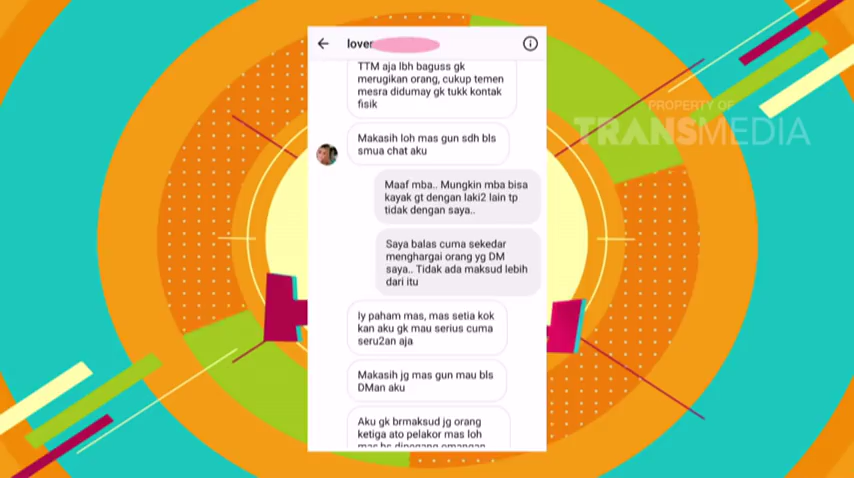 lover
TTM aja lbh baguss gk
merugikan orang, cukup temen
mesra didumay gk tukk kontak
fisik
PROPERTY OF
TRANSMEDIA
Makasih loh mas gun sdh bls
smua chat aku
Maaf mba.. Mungkin mba bisa
kayak gt dengan laki2 lain tp
tidak dengan saya..
Saya balas cuma sekedar
menghargai orang yg DM
saya.. Tidak ada maksud lebih
dari itu
Iy paham mas, mas setia kok
kan aku gk mau serius cuma
seru2an aja
Makasih jg mas gun mau bls
DMan aku
Aku gk brmaksud jg orang
ketiga ato pelakor mas loh
mas bs